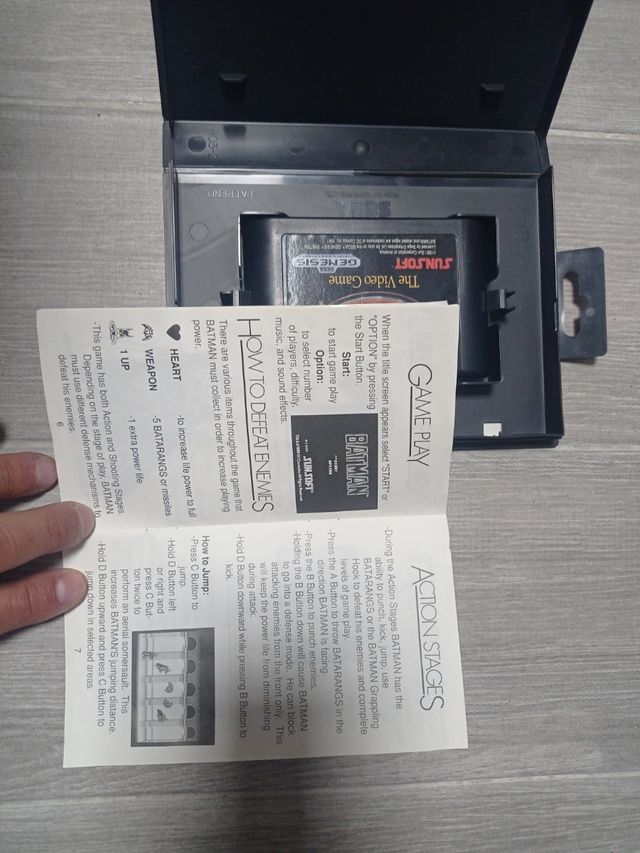 GAME PLAY
When the title screen appears select "START" or
"OPTION" by pressing
the Start Button.
Start:
to start game play
Option:
to select number
of players, difficulty,
music, and sound effects.
BATMAN
SUNSOFT
HOW TO DEFEAT ENEMIES
There are various items throughout the game that
BATMAN must collect in order to increase playing
power.
HEART -to increase life power to full
WEAPON -5 BATARANGS or missiles
1 UP -1 extra power life
-This game has both Action and Shooting Stages.
Depending on the stage of play, BATMAN
must use different defense mechanisms to
defeat his enemies.
6
ACTION STAGES
-During the Action Stages BATMAN has the
ability to punch, kick, jump, use
BATARANGS or the BATMAN Grappling
Hook to defeat his enemies and complete
levels of game play.
-Press the A Button to throw BATARANGS in the
direction BATMAN is facing.
-Press the B Button to punch enemies.
-Holding the B Button down will cause BATMAN
to go into a defense mode. He can block
attacking enemies from the front only. This
will keep the power life from diminishing
during attack.
-Hold D Button downward while pressing B Button to
kick.
How to Jump:
-Press C Button to
jump.
-Hold D Button left
or right and
press C But-
ton twice to
perform an aerial somersault. This
increases BATMAN'S jumping distance.
-Hold D Button upward and press C Button to
jump down in selected areas.
7
The Video Game
SUNSOFT
SEGA
GENESIS
PAT.PEND
SEGA